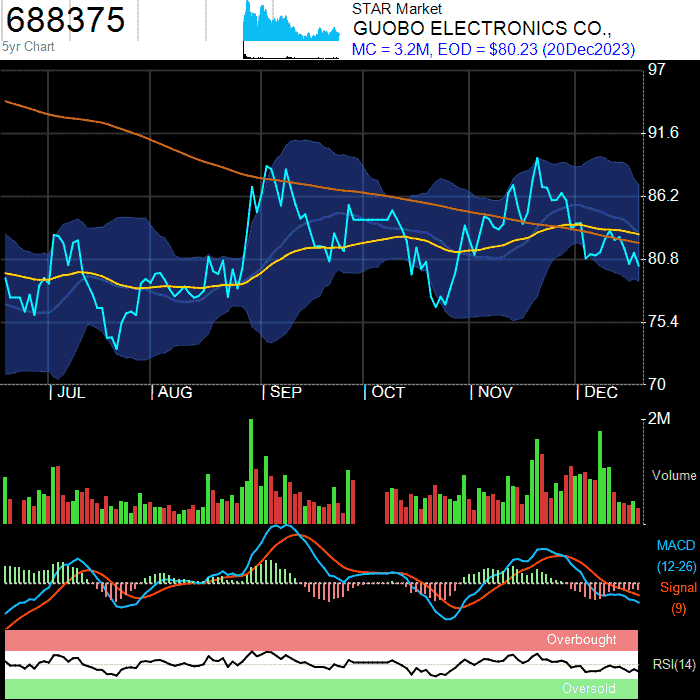 688375
5yr Chart
STAR Market
GUOBO ELECTRONICS CO.,
MC = 3.2M, EOD = $80.23 (20Dec2023)
97
91.6
86.2
80.8
75.4
70
JUL AUG SEP OCT NOV DEC
2M
Volume
MACD
(12-26)
Signal
(9)
Overbought
RSI(14)
Oversold